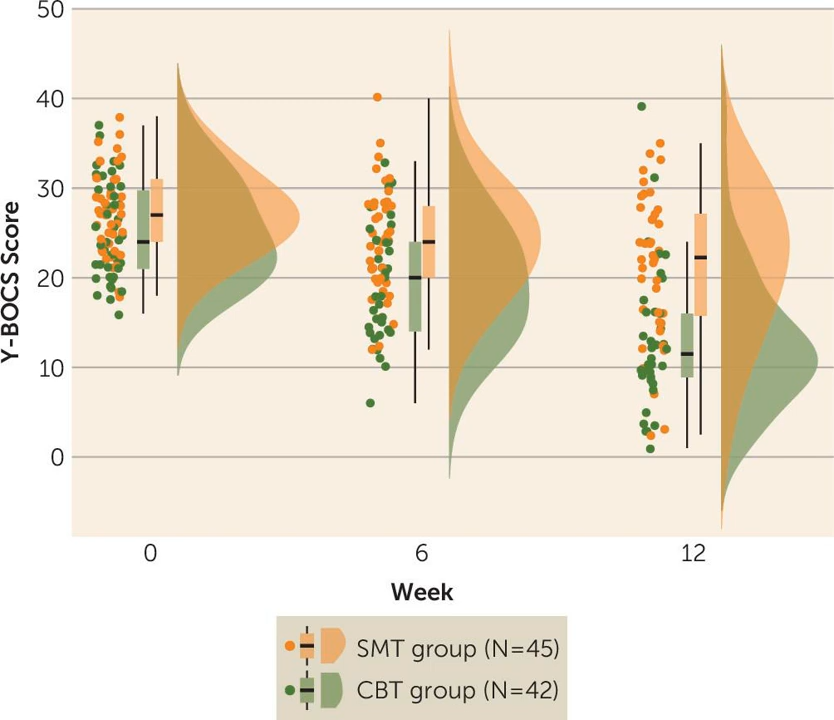 Y-BOCS Score
50
40
30
20
10
0
0 6 12
Week
SMT group (N=45)
CBT group (N=42)